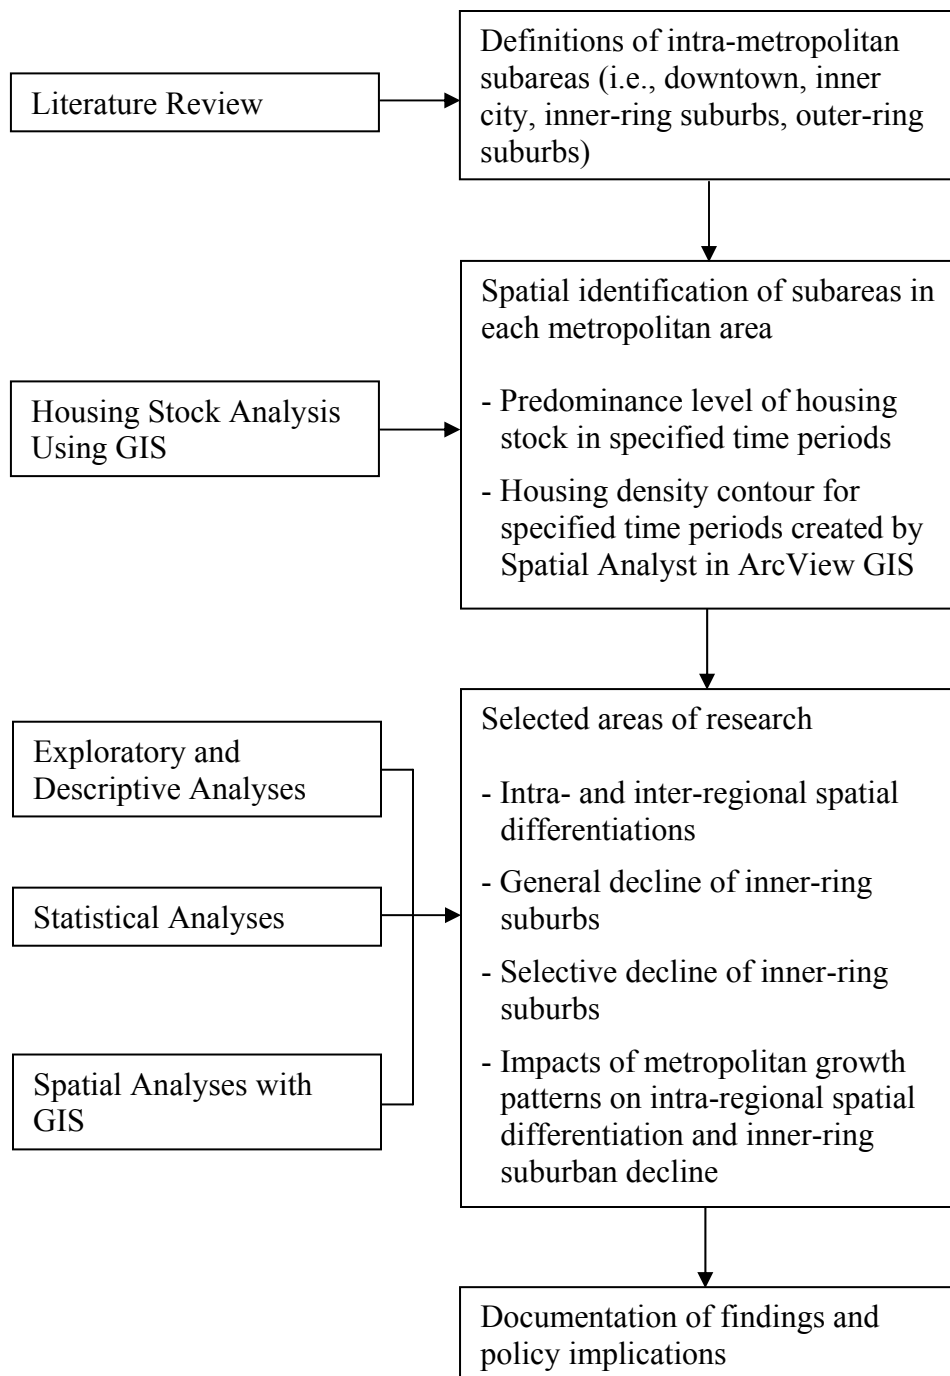 Literature Review
Definitions of intra-metropolitan
subareas (i.e., downtown, inner
city, inner-ring suburbs, outer-ring
suburbs)
Housing Stock Analysis
Using GIS
Spatial identification of subareas in
each metropolitan area
- Predominance level of housing
stock in specified time periods
- Housing density contour for
specified time periods created by
Spatial Analyst in ArcView GIS
Exploratory and
Descriptive Analyses
Statistical Analyses
Spatial Analyses with
GIS
Selected areas of research
- Intra- and inter-regional spatial
differentiations
- General decline of inner-ring
suburbs
- Selective decline of inner-ring
suburbs
- Impacts of metropolitan growth
patterns on intra-regional spatial
differentiation and inner-ring
suburban decline
Documentation of findings and
policy implications